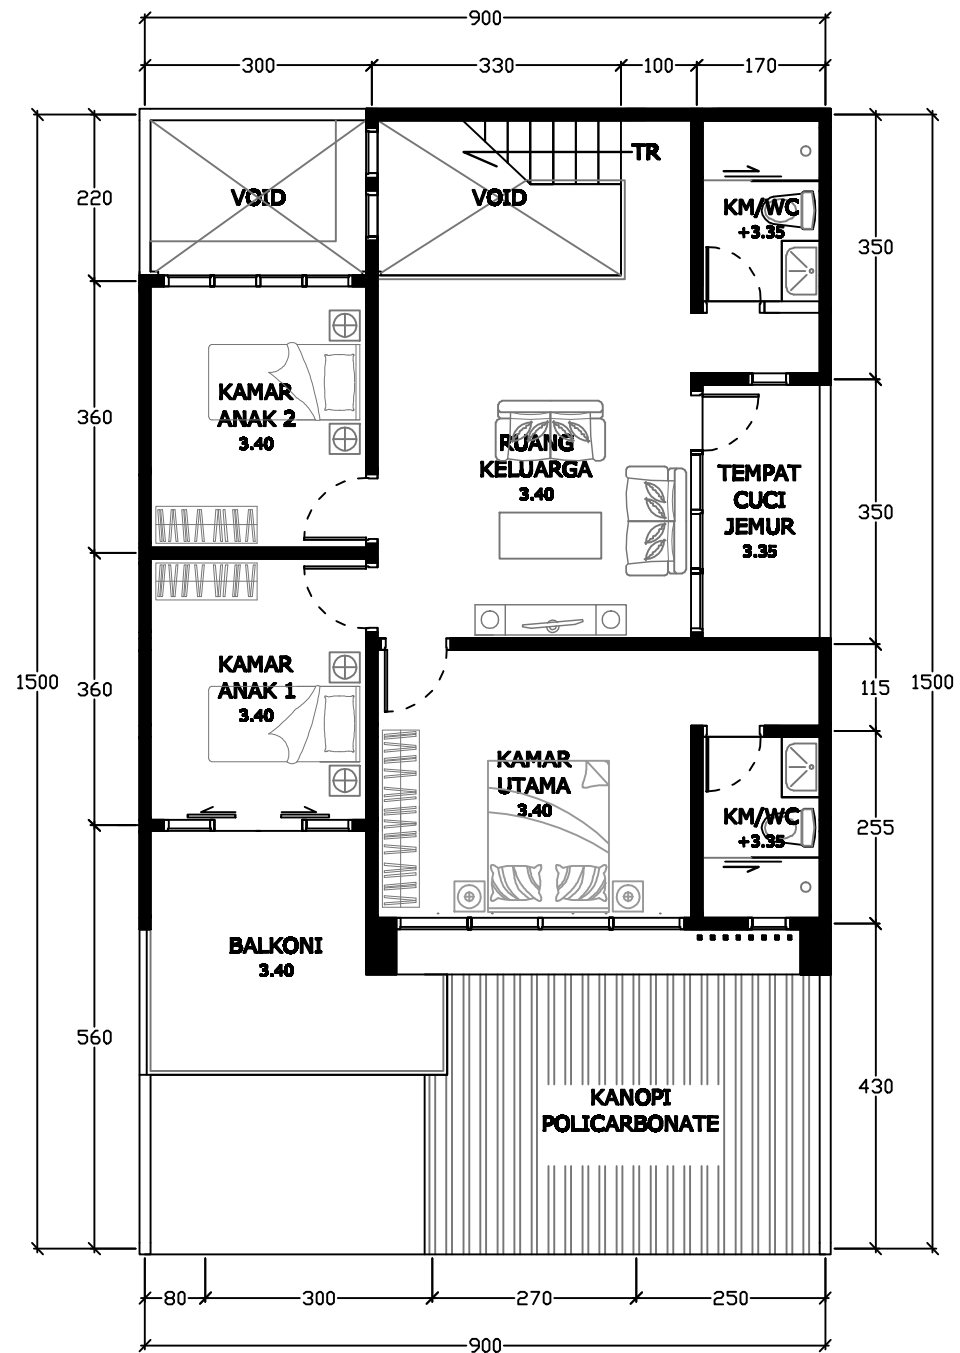 900
300
330
100
170
TR
VOID
VOID
KM/WC
+3.35
220
350
KAMAR
ANAK 2
3.40
360
RUANG
KELUARGA
3.40
TEMPAT
CUCI
JEMUR
3.35
350
KAMAR
ANAK 1
3.40
1500
360
115
1500
KAMAR
UTAMA
3.40
KM/WC
+3.35
255
BALKONI
3.40
560
KANOPI
POLICARBONATE
430
80
300
270
250
900